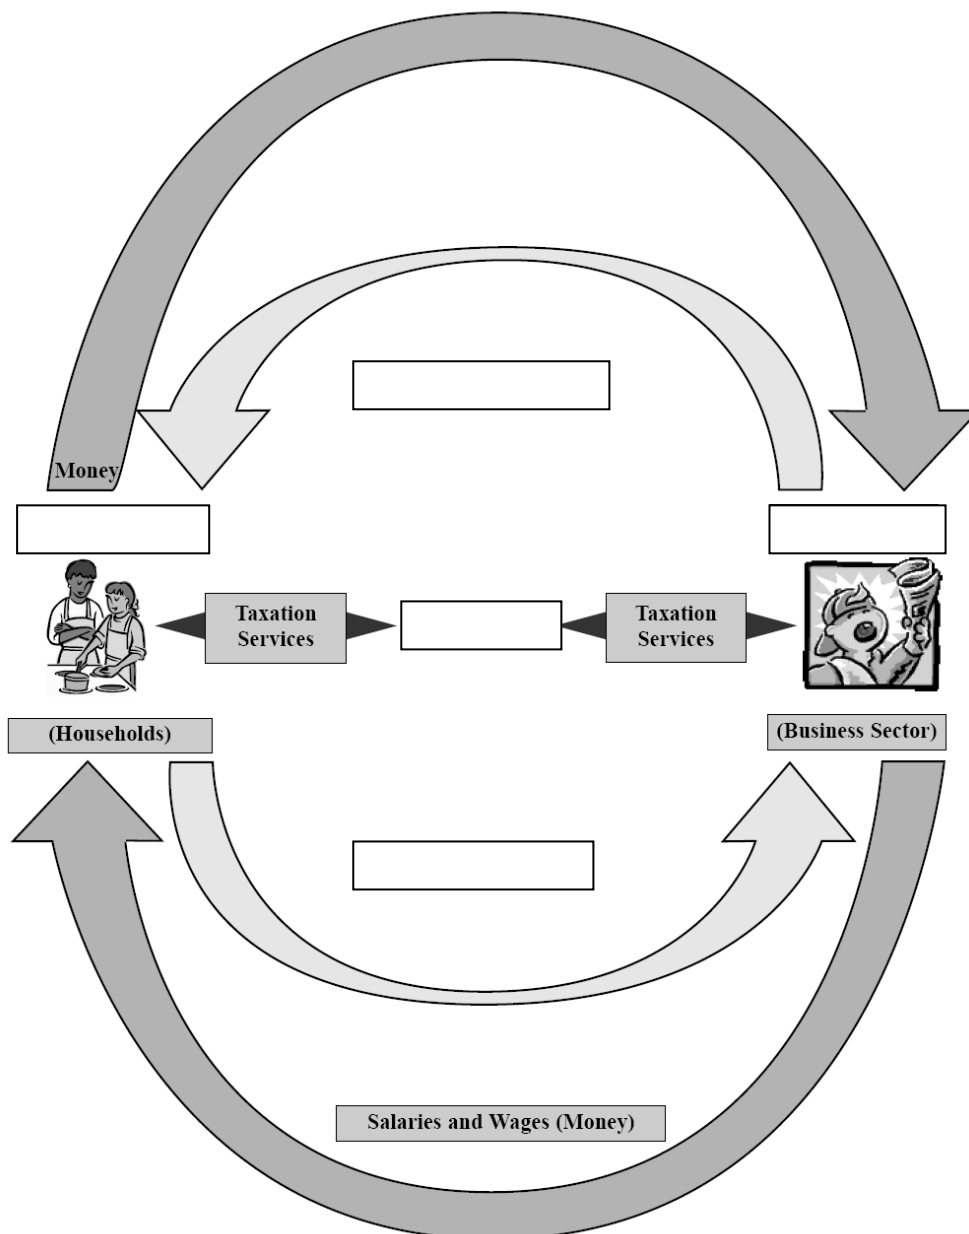 Money
Taxation
Services
Taxation
Services
(Households)
(Business Sector)
Salaries and Wages (Money)